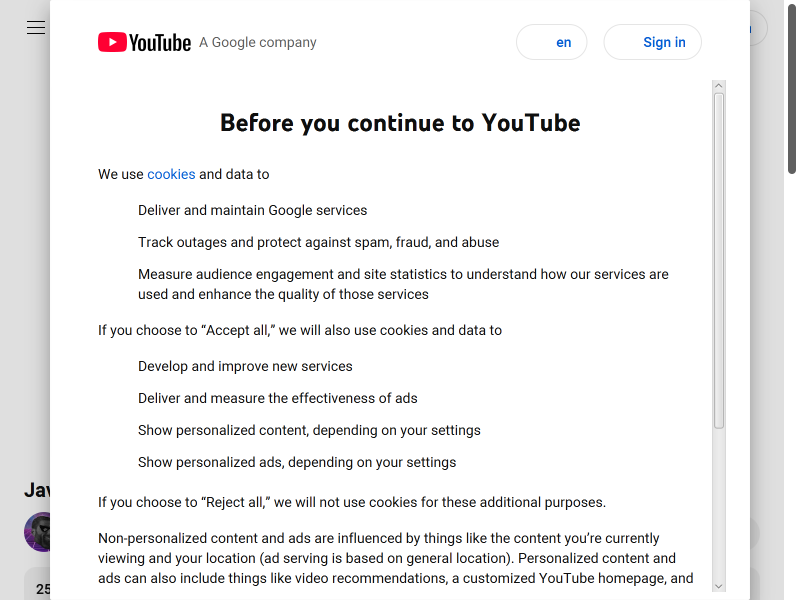 YouTube A Google company
en
Sign in
Before you continue to YouTube
We use cookies and data to
Deliver and maintain Google services
Track outages and protect against spam, fraud, and abuse
Measure audience engagement and site statistics to understand how our services are
used and enhance the quality of those services
If you choose to “Accept all,” we will also use cookies and data to
Develop and improve new services
Deliver and measure the effectiveness of ads
Show personalized content, depending on your settings
Show personalized ads, depending on your settings
If you choose to “Reject all,” we will not use cookies for these additional purposes.
Non-personalized content and ads are influenced by things like the content you’re currently
viewing and your location (ad serving is based on general location). Personalized content and
ads can also include things like video recommendations, a customized YouTube homepage, and
Jav
25